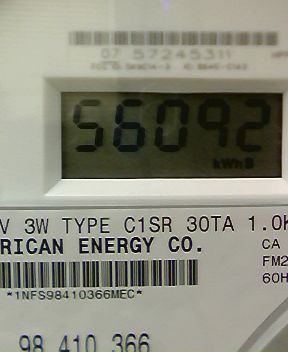 07 57245311
56092
kWh B
V 3W TYPE C1SR 30TA 1.0K
RICAN ENERGY CO.
CA
FM2
60H
*1NFS98410366MEC*
98 410 366